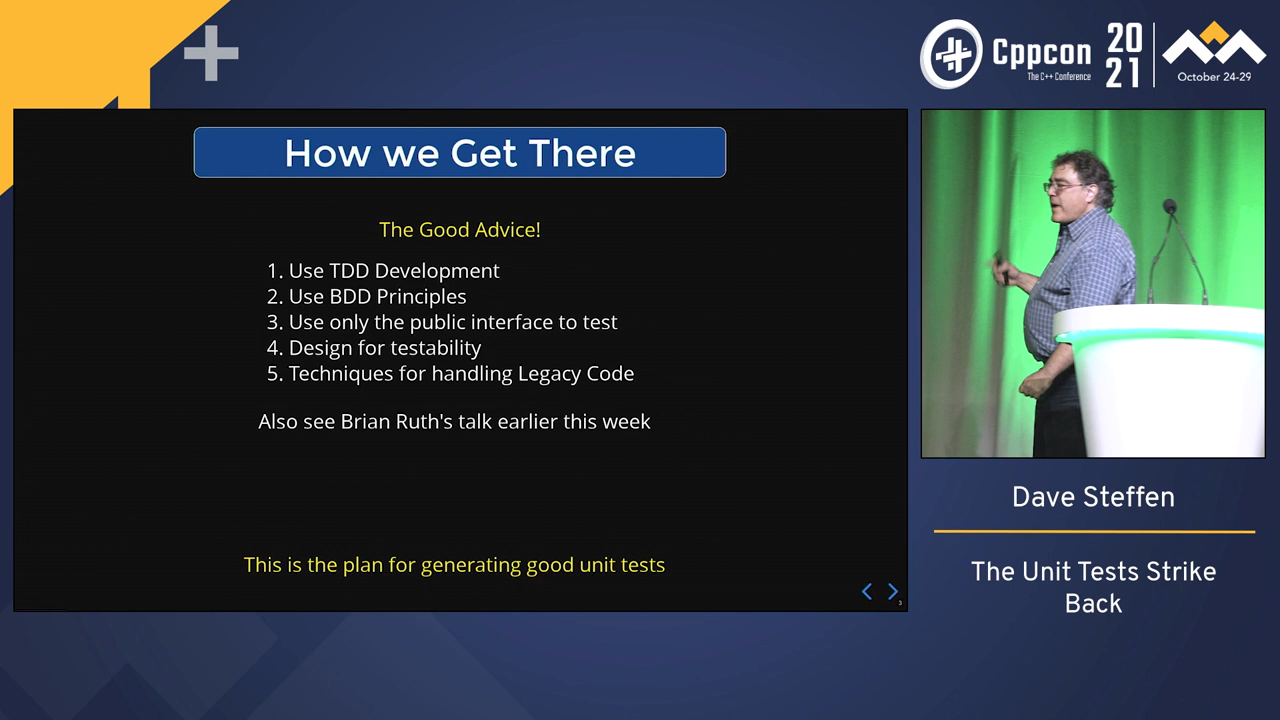 Cppcon
The C++ Conference
20
21
October 24-29
How we Get There
The Good Advice!
1. Use TDD Development
2. Use BDD Principles
3. Use only the public interface to test
4. Design for testability
5. Techniques for handling Legacy Code
Also see Brian Ruth's talk earlier this week
This is the plan for generating good unit tests
3
Dave Steffen
The Unit Tests Strike
Back